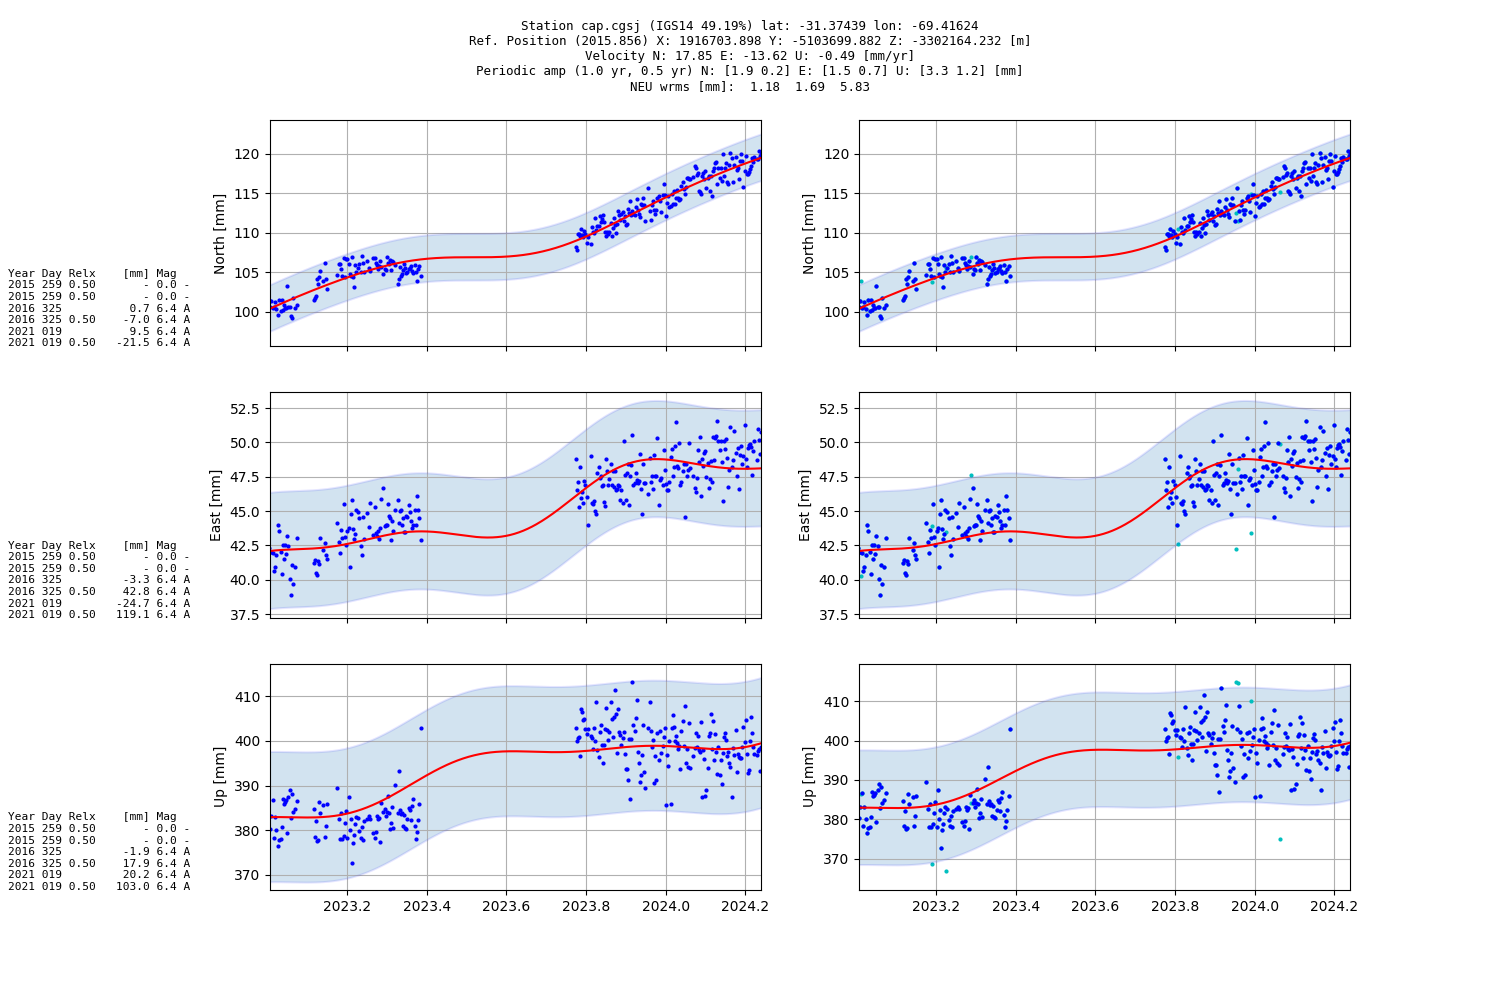 Station cap.cgsj (IGS14 49.19%) lat: -31.37439 lon: -69.41624
Ref. Position (2015.856) X: 1916703.898 Y: -5103699.882 Z: -3302164.232 [m]
Velocity N: 17.85 E: -13.62 U: -0.49 [mm/yr]
Periodic amp (1.0 yr, 0.5 yr) N: [1.9 0.2] E: [1.5 0.7] U: [3.3 1.2] [mm]
NEU wrms [mm]:  1.18  1.69  5.83
Year Day Relx    [mm] Mag
2015 259 0.50       - 0.0 -
2015 259 0.50       - 0.0 -
2016 325          0.7 6.4 A
2016 325 0.50    -7.0 6.4 A
2021 019          9.5 6.4 A
2021 019 0.50   -21.5 6.4 A
North [mm]
120
115
110
105
100
North [mm]
120
115
110
105
100
Year Day Relx    [mm] Mag
2015 259 0.50       - 0.0 -
2015 259 0.50       - 0.0 -
2016 325         -3.3 6.4 A
2016 325 0.50    42.8 6.4 A
2021 019        -24.7 6.4 A
2021 019 0.50   119.1 6.4 A
East [mm]
52.5
50.0
47.5
45.0
42.5
40.0
37.5
East [mm]
52.5
50.0
47.5
45.0
42.5
40.0
37.5
Year Day Relx    [mm] Mag
2015 259 0.50       - 0.0 -
2015 259 0.50       - 0.0 -
2016 325         -1.9 6.4 A
2016 325 0.50    17.9 6.4 A
2021 019         20.2 6.4 A
2021 019 0.50   103.0 6.4 A
Up [mm]
410
400
390
380
370
2023.2 2023.4 2023.6 2023.8 2024.0 2024.2
Up [mm]
410
400
390
380
370
2023.2 2023.4 2023.6 2023.8 2024.0 2024.2